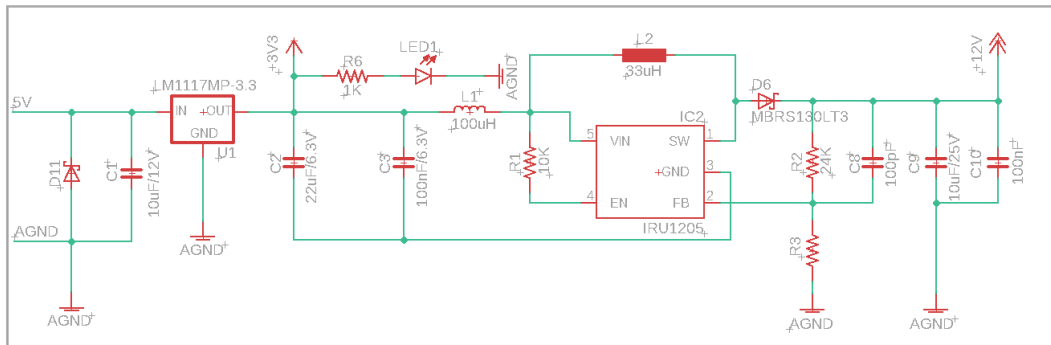 +3V3
R6
1K
LED1
AGND
L2
33uH
+12V
5V
LM1117MP-3.3
IN
+OUT
GND
U1
L1
100uH
D6
MBRS130LT3
IC2
5
VIN
SW
1
3
+GND
4
EN
FB
2
IRU1205
D11
C1
10uF/12V
C2
22uF/6.3V
C3
100nF/6.3V
R1
10K
R2
24K
C8
100pF
C9
10uF/25V
C10
100nF
R3
AGND
AGND
AGND
AGND
AGND